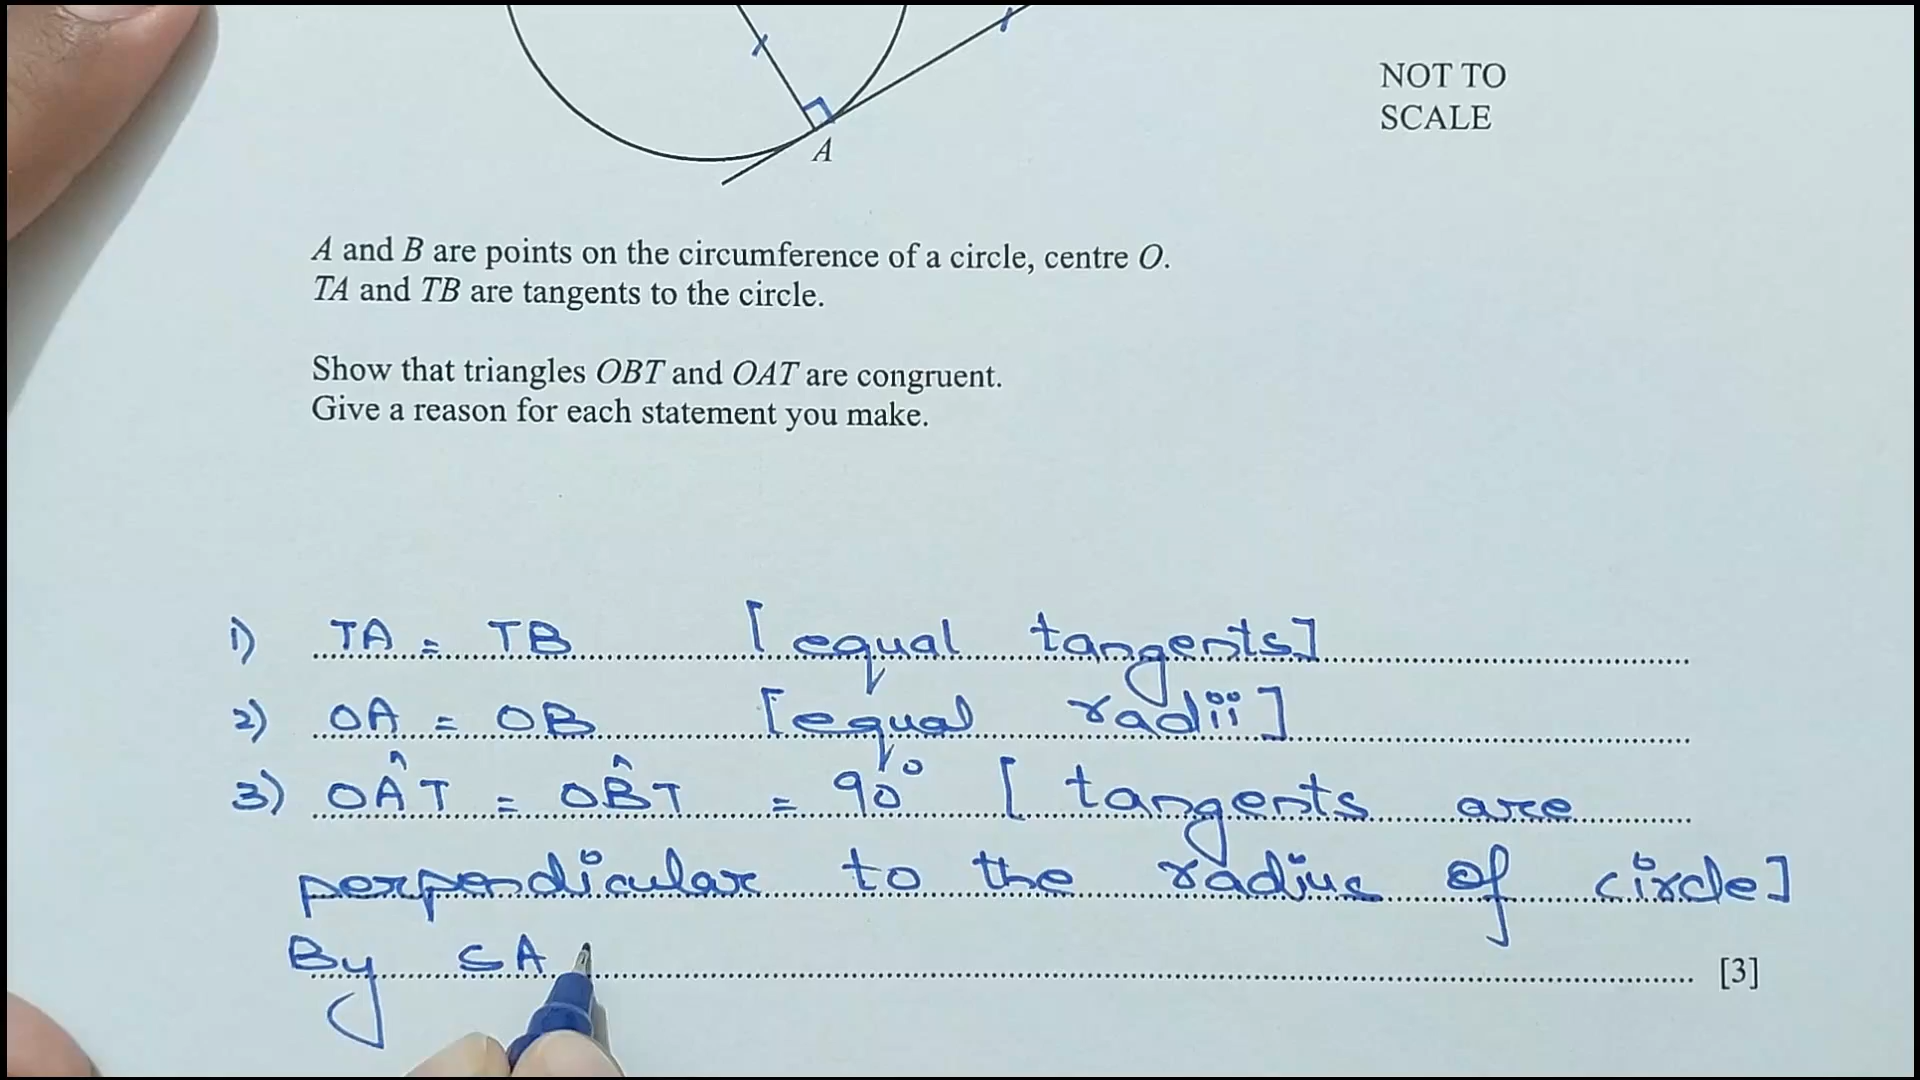 NOT TO
SCALE
A
A and B are points on the circumference of a circle, centre O.
TA and TB are tangents to the circle.
Show that triangles OBT and OAT are congruent.
Give a reason for each statement you make.
1) TA = TB [equal tangents]
2) OA = OB [equal radii]
3) OÂT = OB̂T = 90° [tangents are
perpendicular to the radius of circle]
By SA
[3]